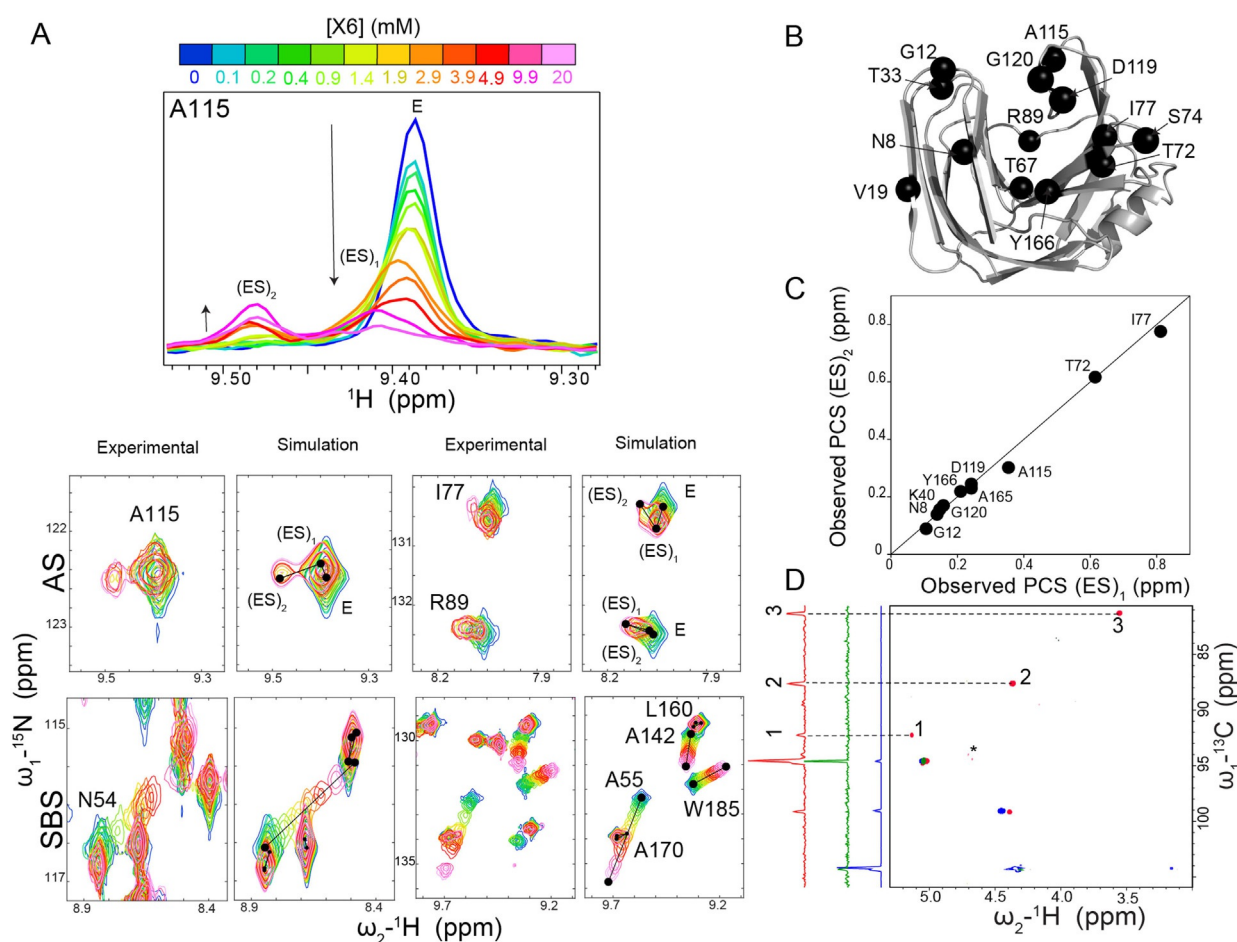 A
[X6] (mM)
0 0.1 0.2 0.4 0.9 1.4 1.9 2.9 3.9 4.9 9.9 20
A115
E
(ES)1
(ES)2
9.50 9.40 9.30
1H (ppm)
Experimental Simulation Experimental Simulation
AS
A115
122
123
9.5 9.3
(ES)1
(ES)2
E
9.5 9.3
I77
131
R89
132
8.2 7.9
(ES)2
E
(ES)1
(ES)1
E
(ES)2
8.2 7.9
SBS
115
N54
117
8.9 8.4
8.9 8.4
130
135
9.7 9.2
L160
A142
A55
W185
A170
9.7 9.2
ω1-15N (ppm)
ω2-1H (ppm)
B
A115
G12
G120
T33
D119
I77
R89
S74
N8
T67
T72
V19
Y166
C
Observed PCS (ES)2 (ppm)
0.8
0.6
0.4
0.2
0
I77
T72
D119
A115
Y166
A165
K40
N8
G120
G12
0 0.2 0.4 0.6 0.8
Observed PCS (ES)1 (ppm)
D
3
2
1
3
2
1
*
85
90
95
100
ω1-13C (ppm)
5.0 4.5 4.0 3.5
ω2-1H (ppm)